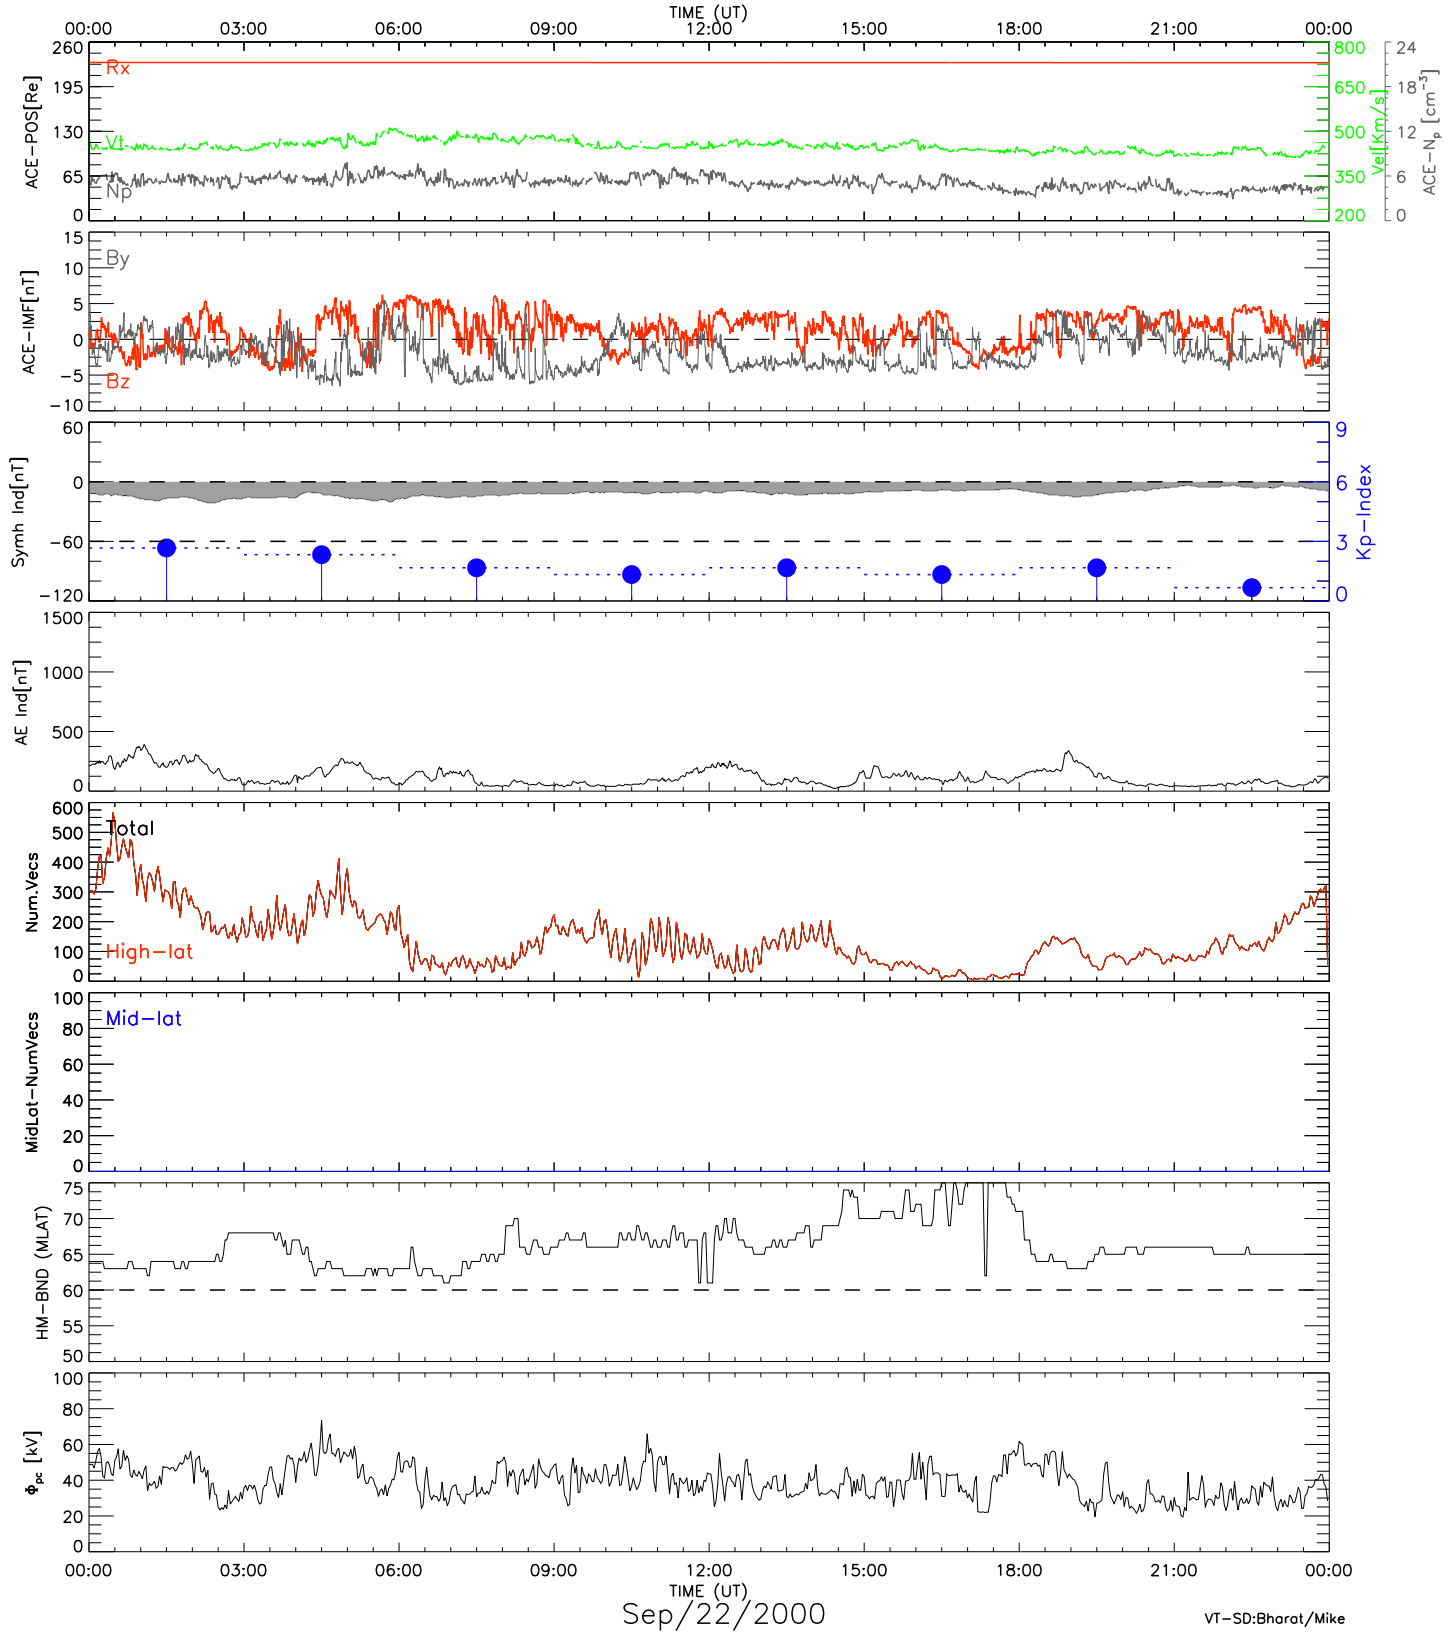 TIME (UT)
00:00 03:00 06:00 09:00 12:00 15:00 18:00 21:00 00:00
260
195
130
65
0
ACE-POS[Re]
Rx
Vt
Np
800
650
500
350
200
Vel[Km/s]
24
18
12
6
0
ACE-Np [cm-3]
15
10
5
0
-5
-10
ACE-IMF[nT]
By
Bz
60
0
-60
-120
Symh Ind[nT]
9
6
3
0
Kp-Index
1500
1000
500
0
AE Ind[nT]
600
500
400
300
200
100
0
Num.Vecs
Total
High-lat
100
80
60
40
20
0
MidLat-NumVecs
Mid-lat
75
70
65
60
55
50
HM-BND (MLAT)
100
80
60
40
20
0
Φpc [kV]
00:00 03:00 06:00 09:00 12:00 15:00 18:00 21:00 00:00
TIME (UT)
Sep/22/2000
VT-SD:Bharat/Mike